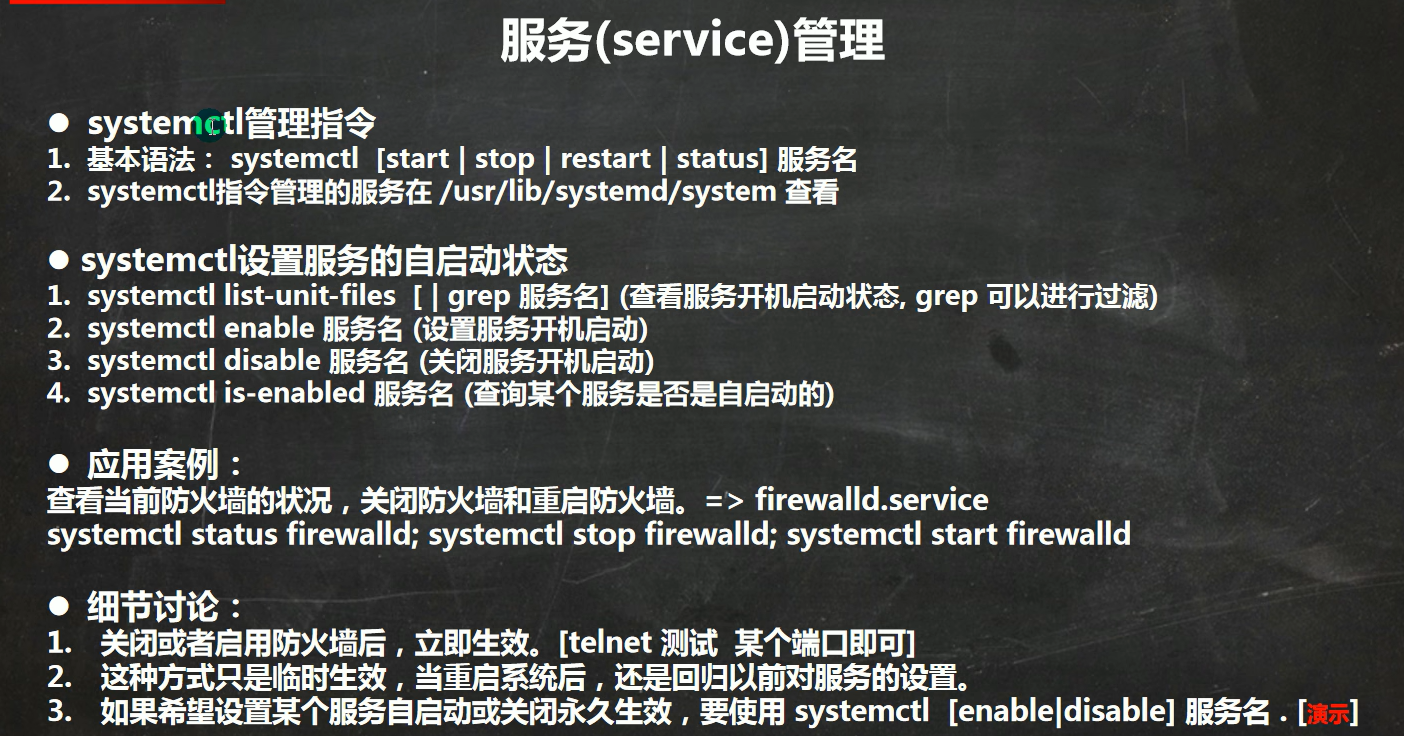 服务(service)管理
● systemctl管理指令
1. 基本语法： systemctl [start | stop | restart | status] 服务名
2. systemctl指令管理的服务在 /usr/lib/systemd/system 查看
● systemctl设置服务的自启动状态
1. systemctl list-unit-files [ | grep 服务名] (查看服务开机启动状态, grep 可以进行过滤)
2. systemctl enable 服务名 (设置服务开机启动)
3. systemctl disable 服务名 (关闭服务开机启动)
4. systemctl is-enabled 服务名 (查询某个服务是否是自启动的)
● 应用案例：
查看当前防火墙的状况，关闭防火墙和重启防火墙。=> firewalld.service
systemctl status firewalld; systemctl stop firewalld; systemctl start firewalld
● 细节讨论：
1. 关闭或者启用防火墙后，立即生效。[telnet 测试 某个端口即可]
2. 这种方式只是临时生效，当重启系统后，还是回归以前对服务的设置。
3. 如果希望设置某个服务自启动或关闭永久生效，要使用 systemctl [enable|disable] 服务名 . [演示]